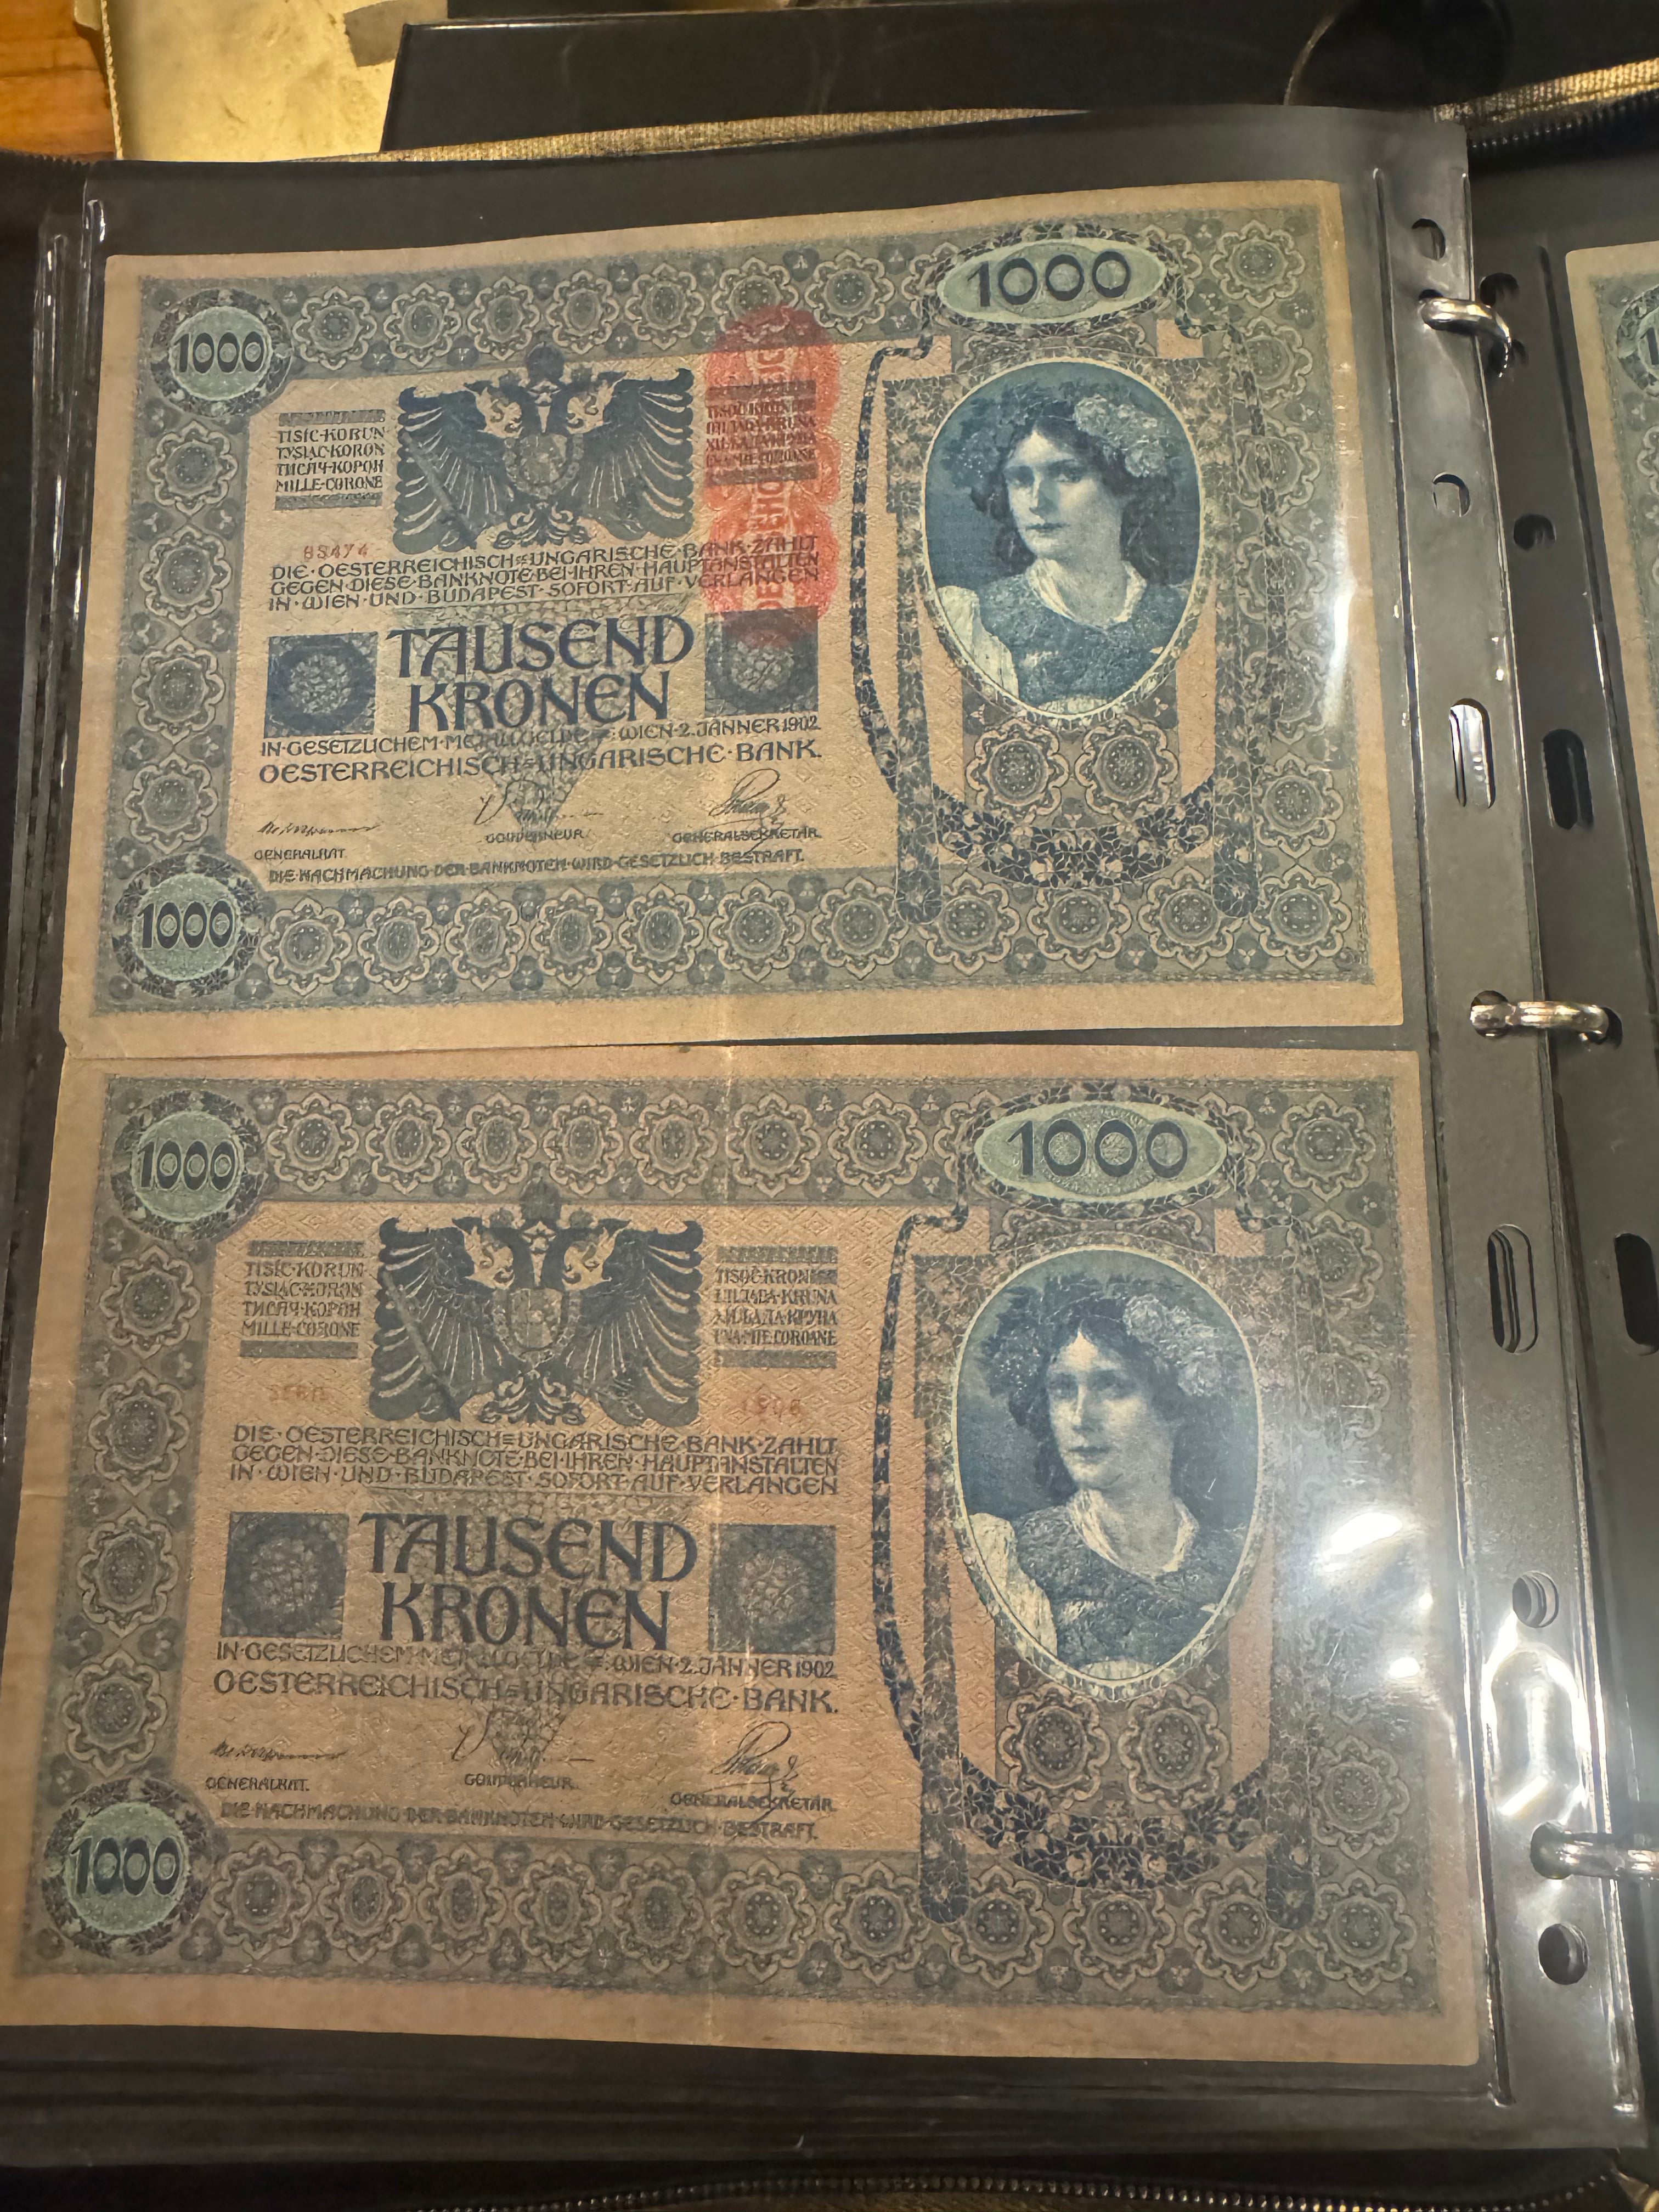 1000
1000
TISÍC·KORUN
TYSIĄC·KORON
ТИСЯЧ·КОРОН
MILLE·CORONE
DIE·OESTERREICHISCH=UNGARISCHE·BANK·ZAHLT
GEGEN·DIESE·BANKNOTE·BEI·IHREN·HAUPTANSTALTEN
IN·WIEN·UND·BUDAPEST·SOFORT·AUF·VERLANGEN
TAUSEND
KRONEN
IN·GESETZLICHEM·METALLGELDE WIEN·2·JÄNNER 1902
OESTERREICHISCH=UNGARISCHE·BANK.
GENERALRAT.
GOUVERNEUR
GENERALSEKRETÄR
DIE·NACHMACHUNG·DER·BANKNOTEN·WIRD·GESETZLICH·BESTRAFT.
1000
1000
1000
TISÍC·KORUN
TYSIĄC·KORON
ТИСЯЧ·КОРОН
MILLE·CORONE
TISOČ·KRON
ХИЉАДА·КРУНА
DIE·OESTERREICHISCH=UNGARISCHE·BANK·ZAHLT
GEGEN·DIESE·BANKNOTE·BEI·IHREN·HAUPTANSTALTEN
IN·WIEN·UND·BUDAPEST·SOFORT·AUF·VERLANGEN
TAUSEND
KRONEN
IN·GESETZLICHEM·METALLGELDE WIEN·2·JÄNNER 1902
OESTERREICHISCH=UNGARISCHE·BANK.
GENERALRAT.
GOUVERNEUR
GENERALSEKRETÄR
DIE·NACHMACHUNG·DER·BANKNOTEN·WIRD·GESETZLICH·BESTRAFT.
1000